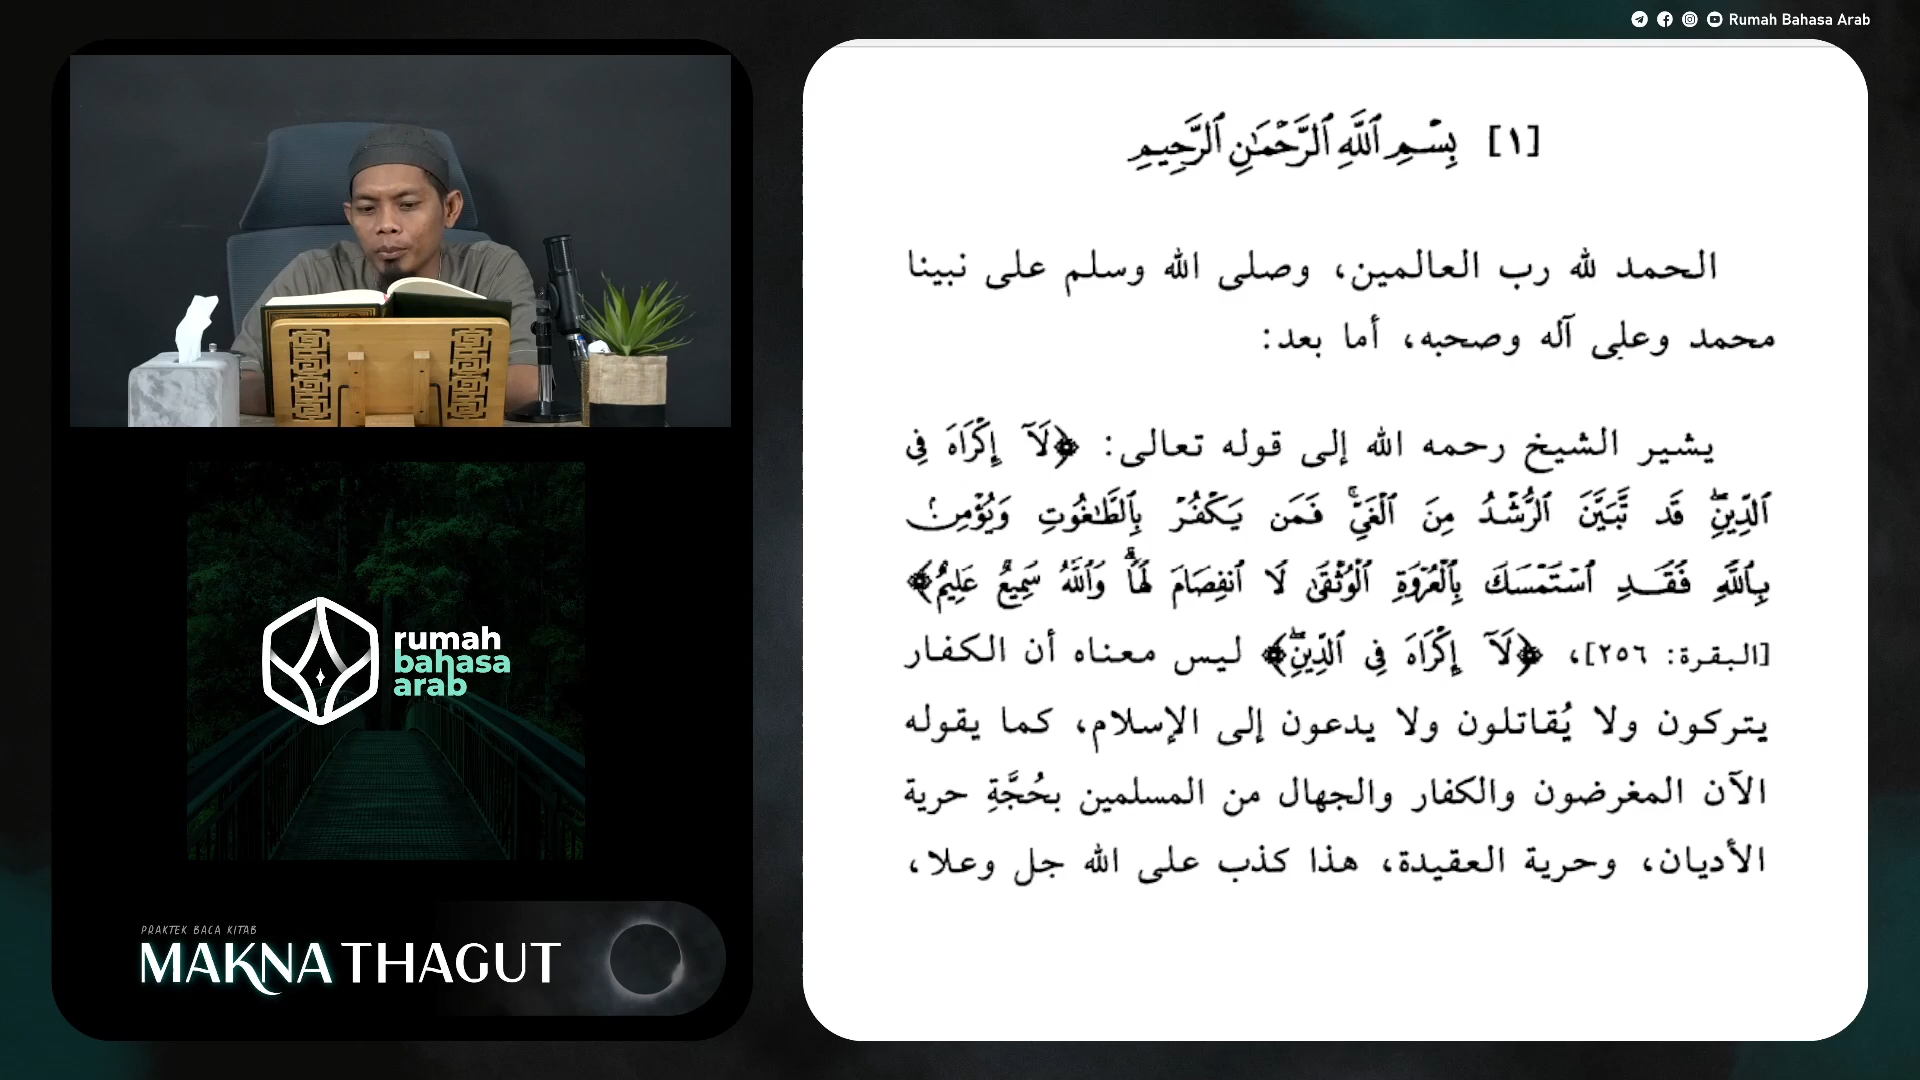 Rumah Bahasa Arab
[١] بِسْمِ ٱللَّهِ ٱلرَّحْمَٰنِ ٱلرَّحِيمِ
الحمد لله رب العالمين، وصلى الله وسلم على نبينا
محمد وعلى آله وصحبه، أما بعد:
يشير الشيخ رحمه الله إلى قوله تعالى: ﴿لَآ إِكْرَاهَ فِى
ٱلدِّينِۖ قَد تَّبَيَّنَ ٱلرُّشْدُ مِنَ ٱلْغَىِّۚ فَمَن يَكْفُرْ بِٱلطَّٰغُوتِ وَيُؤْمِنۢ
بِٱللَّهِ فَقَدِ ٱسْتَمْسَكَ بِٱلْعُرْوَةِ ٱلْوُثْقَىٰ لَا ٱنفِصَامَ لَهَاۗ وَٱللَّهُ سَمِيعٌ عَلِيمٌ﴾
[البقرة: ٢٥٦]، ﴿لَآ إِكْرَاهَ فِى ٱلدِّينِۖ﴾ ليس معناه أن الكفار
يتركون ولا يُقاتلون ولا يدعون إلى الإسلام، كما يقوله
الآن المغرضون والكفار والجهال من المسلمين بحُجَّةِ حرية
الأديان، وحرية العقيدة، هذا كذب على الله جل وعلا،
rumah
bahasa
arab
PRAKTEK BACA KITAB
MAKNA THAGUT